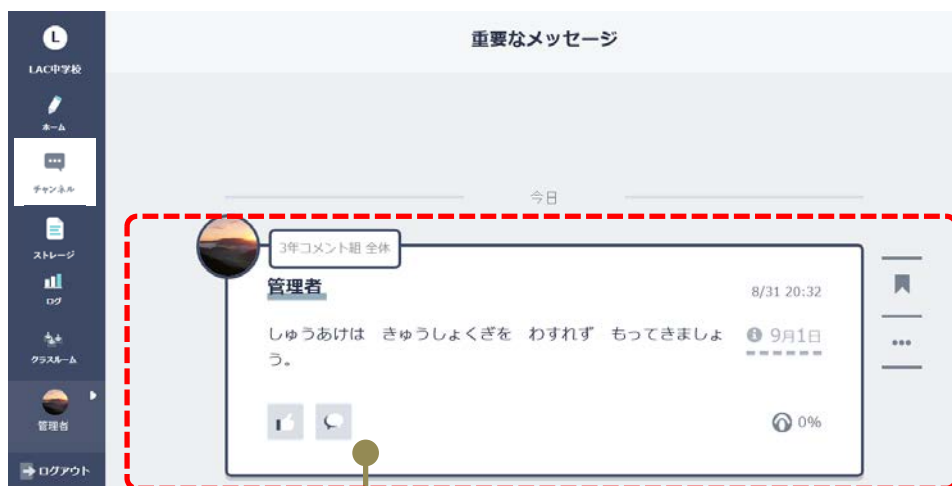 重要なメッセージ
L
LAC中学校
ホーム
チャンネル
ストレージ
ログ
クラスルーム
管理者
ログアウト
今日
3年コメント組 全体
管理者
8/31 20:32
しゅうあけは きゅうしょくぎを わすれず もってきましょ
う。
9月1日
0%